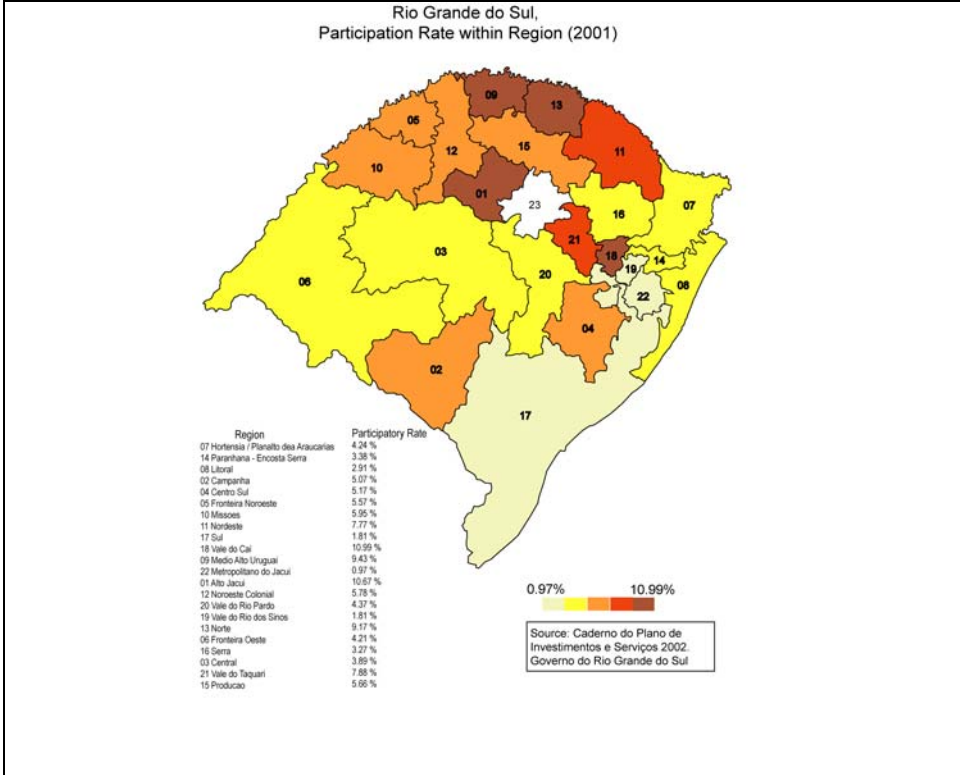 Rio Grande do Sul,
Participation Rate within Region (2001)
09
13
05
12
15
11
10
01
23
16
07
21
03
18
14
19
20
06
08
22
04
02
17
Region Participatory Rate
07 Hortensia / Planalto dea Araucarias 4.24 %
14 Paranhana - Encosta Serra 3.38 %
08 Litoral 2.91 %
02 Campanha 5.07 %
04 Centro Sul 5.17 %
05 Fronteira Noroeste 5.57 %
10 Missoes 5.95 %
11 Nordeste 7.77 %
17 Sul 1.81 %
18 Vale do Cai 10.99 %
09 Medio Alto Uruguai 9.43 %
22 Metropolitano do Jacui 0.97 %
01 Alto Jacui 10.67 %
12 Noroeste Colonial 5.78 %
20 Vale do Rio Pardo 4.37 %
19 Vale do Rio dos Sinos 1.81 %
13 Norte 9.17 %
06 Fronteira Oeste 4.21 %
16 Serra 3.27 %
03 Central 3.89 %
21 Vale do Taquari 7.88 %
15 Producao 5.66 %
0.97% 10.99%
Source: Caderno do Plano de
Investimentos e Serviços 2002.
Governo do Rio Grande do Sul